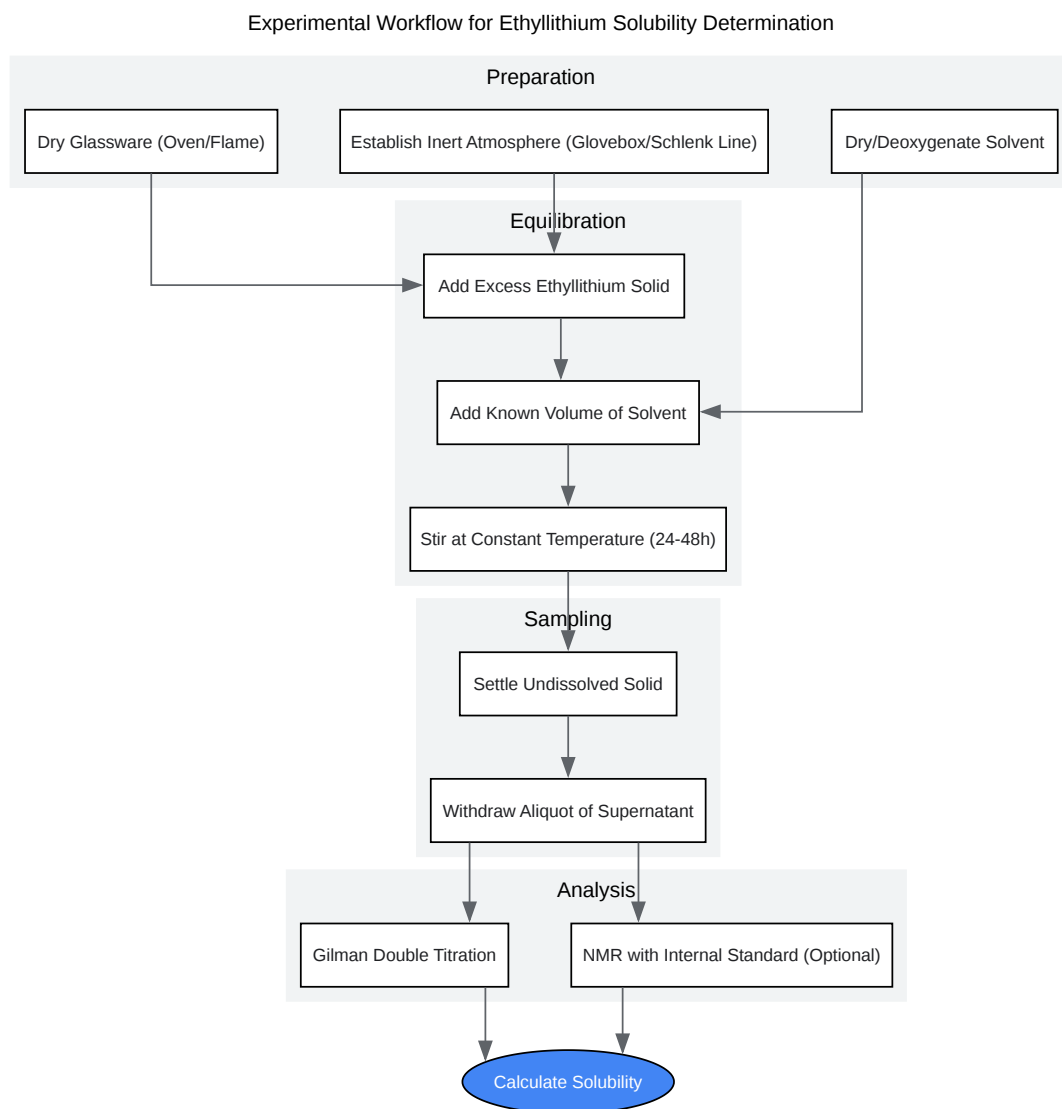 Experimental Workflow for Ethyllithium Solubility Determination
Preparation
Dry Glassware (Oven/Flame)
Establish Inert Atmosphere (Glovebox/Schlenk Line)
Dry/Deoxygenate Solvent
Equilibration
Add Excess Ethyllithium Solid
Add Known Volume of Solvent
Stir at Constant Temperature (24-48h)
Sampling
Settle Undissolved Solid
Withdraw Aliquot of Supernatant
Analysis
Gilman Double Titration
NMR with Internal Standard (Optional)
Calculate Solubility